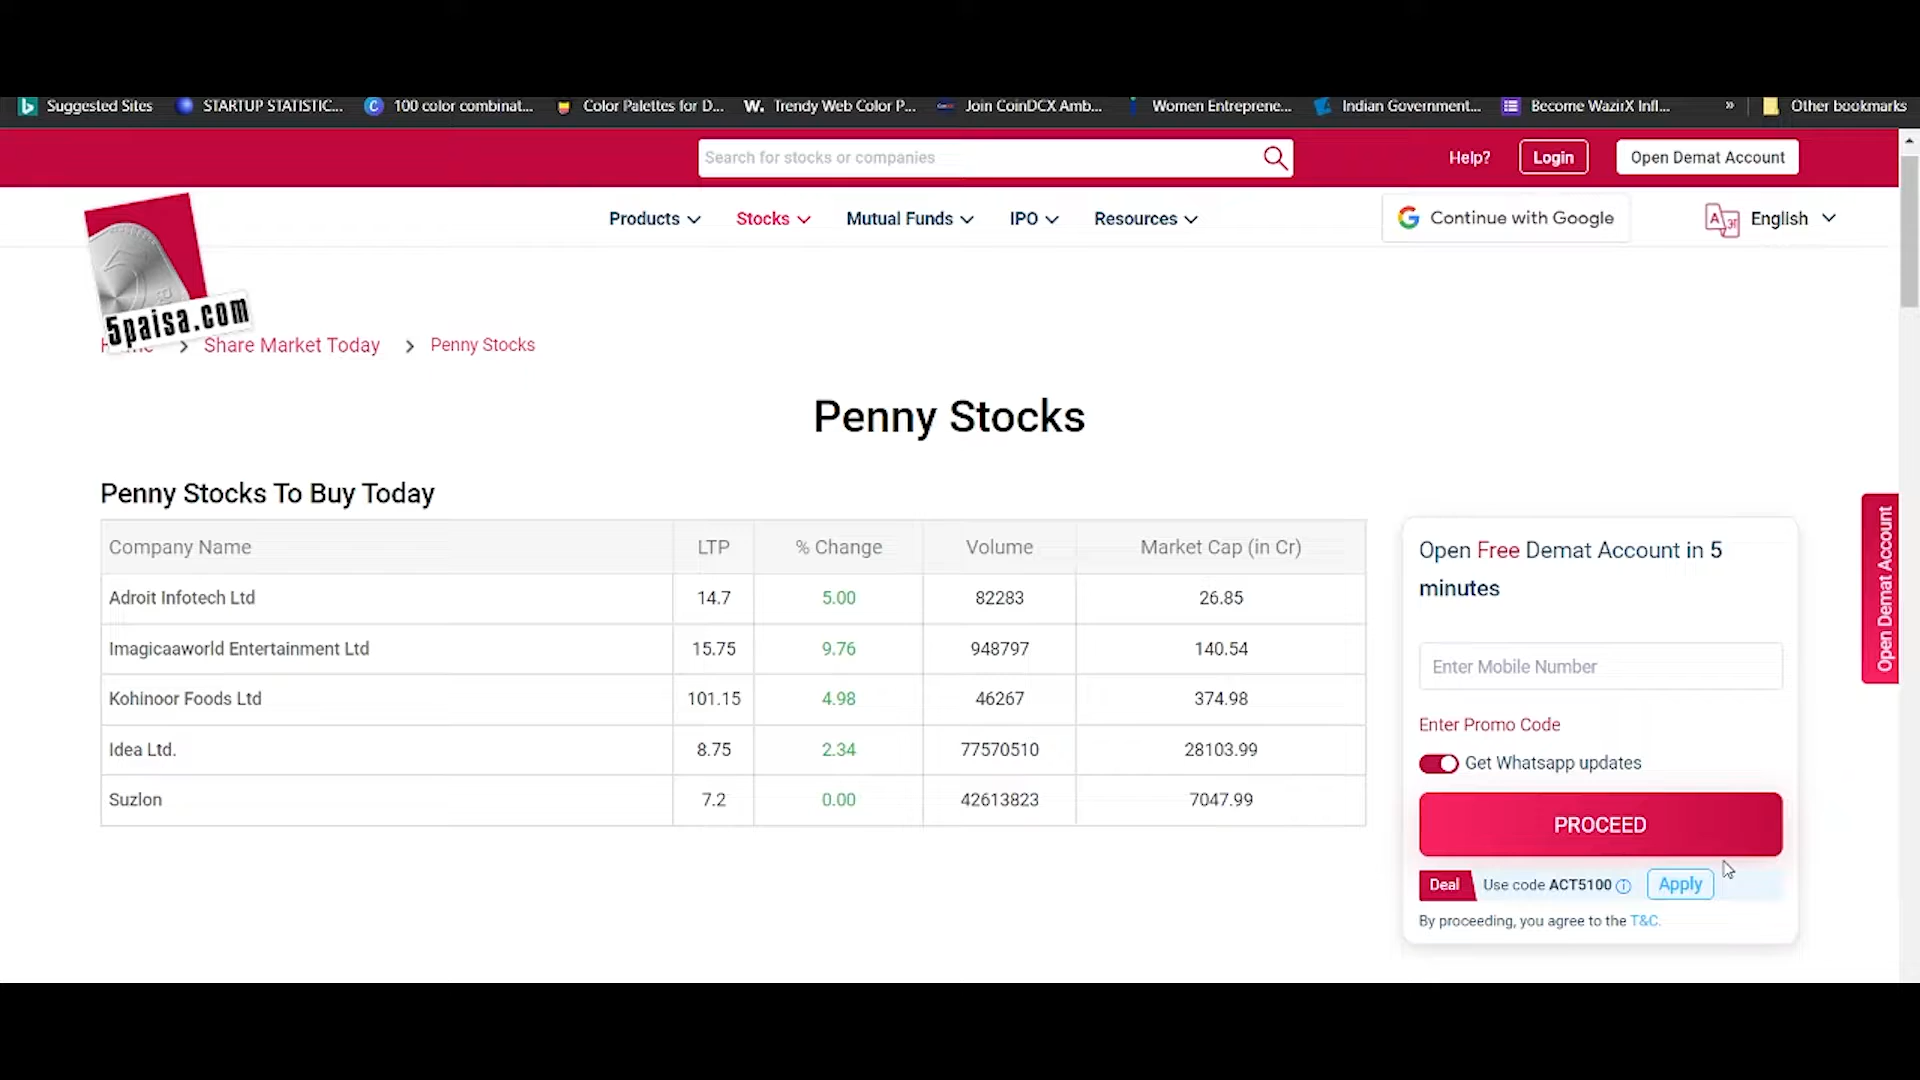 Suggested Sites STARTUP STATISTIC... 100 color combinat... Color Palettes for D... W. Trendy Web Color P... Join CoinDCX Amb... Women Entreprene... Indian Government... Become WazirX Infl... » Other bookmarks
Search for stocks or companies Help? Login Open Demat Account
Products Stocks Mutual Funds IPO Resources Continue with Google English
5paisa.com
Share Market Today > Penny Stocks
Penny Stocks
Penny Stocks To Buy Today
Company Name LTP % Change Volume Market Cap (in Cr)
Adroit Infotech Ltd 14.7 5.00 82283 26.85
Imagicaaworld Entertainment Ltd 15.75 9.76 948797 140.54
Kohinoor Foods Ltd 101.15 4.98 46267 374.98
Idea Ltd. 8.75 2.34 77570510 28103.99
Suzlon 7.2 0.00 42613823 7047.99
Open Free Demat Account in 5
minutes
Enter Mobile Number
Enter Promo Code
Get Whatsapp updates
PROCEED
Deal Use code ACT5100 Apply
By proceeding, you agree to the T&C.
Open Demat Account